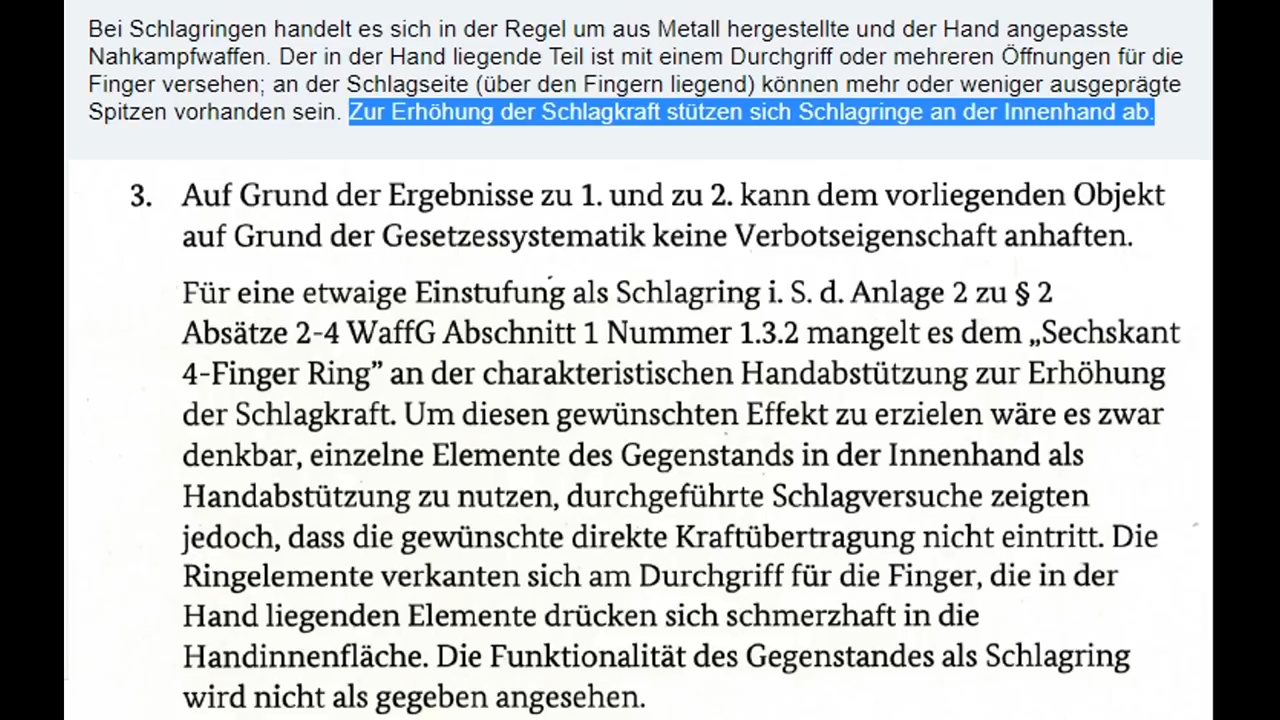 Bei Schlagringen handelt es sich in der Regel um aus Metall hergestellte und der Hand angepasste
Nahkampfwaffen. Der in der Hand liegende Teil ist mit einem Durchgriff oder mehreren Öffnungen für die
Finger versehen; an der Schlagseite (über den Fingern liegend) können mehr oder weniger ausgeprägte
Spitzen vorhanden sein. Zur Erhöhung der Schlagkraft stützen sich Schlagringe an der Innenhand ab.
3. Auf Grund der Ergebnisse zu 1. und zu 2. kann dem vorliegenden Objekt
auf Grund der Gesetzessystematik keine Verbotseigenschaft anhaften.
Für eine etwaige Einstufung als Schlagring i. S. d. Anlage 2 zu § 2
Absätze 2-4 WaffG Abschnitt 1 Nummer 1.3.2 mangelt es dem „Sechskant
4-Finger Ring” an der charakteristischen Handabstützung zur Erhöhung
der Schlagkraft. Um diesen gewünschten Effekt zu erzielen wäre es zwar
denkbar, einzelne Elemente des Gegenstands in der Innenhand als
Handabstützung zu nutzen, durchgeführte Schlagversuche zeigten
jedoch, dass die gewünschte direkte Kraftübertragung nicht eintritt. Die
Ringelemente verkanten sich am Durchgriff für die Finger, die in der
Hand liegenden Elemente drücken sich schmerzhaft in die
Handinnenfläche. Die Funktionalität des Gegenstandes als Schlagring
wird nicht als gegeben angesehen.